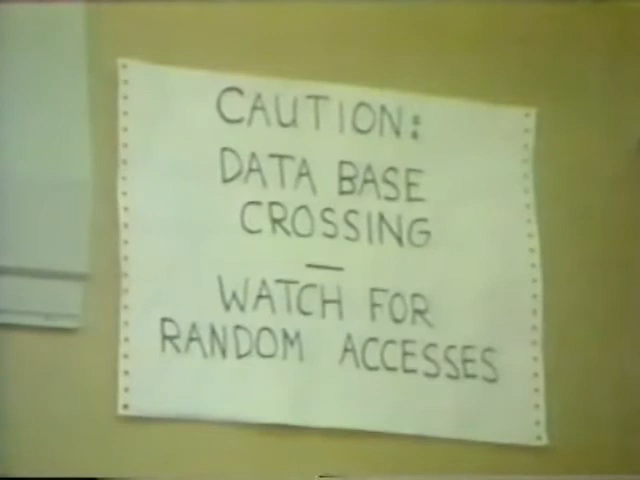 CAUTION:
DATA BASE
CROSSING
—
WATCH FOR
RANDOM ACCESSES